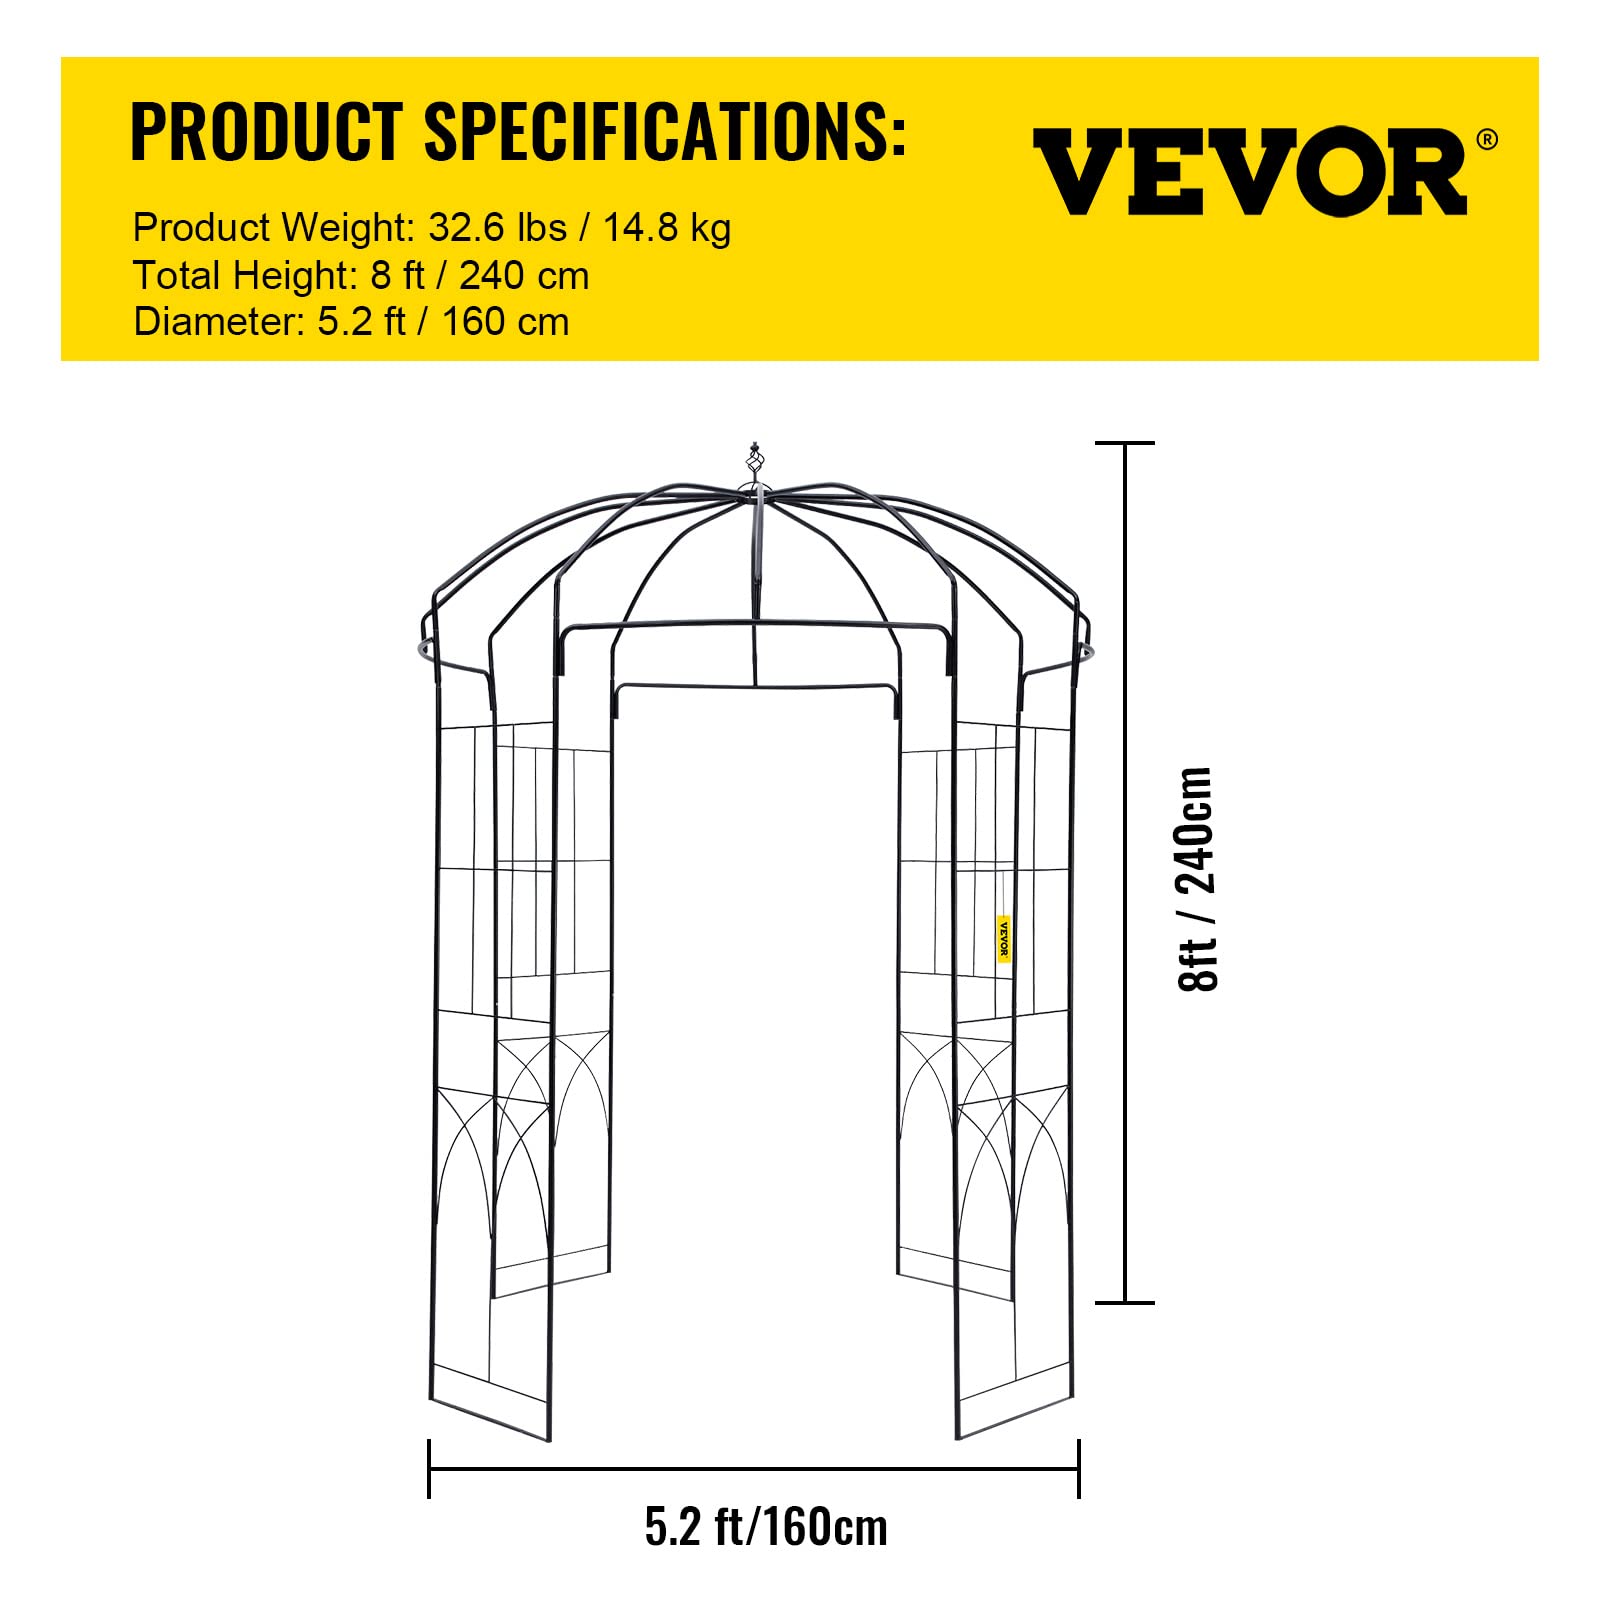 PRODUCT SPECIFICATIONS:
VEVOR®
Product Weight: 32.6 lbs / 14.8 kg
Total Height: 8 ft / 240 cm
Diameter: 5.2 ft / 160 cm
8ft / 240cm
VEVOR
5.2 ft/160cm